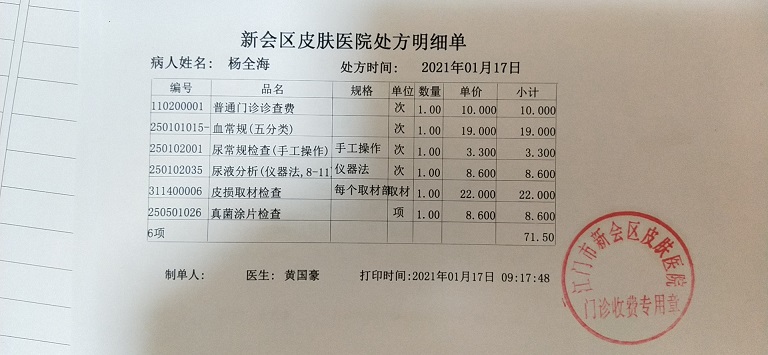 新会区皮肤医院处方明细单
病人姓名： 杨全海 处方时间： 2021年01月17日
编号 品名 规格 单位 数量 单价 小计
110200001 普通门诊诊查费 次 1.00 10.000 10.000
250101015- 血常规(五分类) 次 1.00 19.000 19.000
250102001 尿常规检查(手工操作) 手工操作 次 1.00 3.300 3.300
250102035 尿液分析(仪器法,8-11 仪器法 次 1.00 8.600 8.600
311400006 皮损取材检查 每个取材部 取材 1.00 22.000 22.000
250501026 真菌涂片检查 项 1.00 8.600 8.600
6项 71.50
制单人： 医生: 黄国豪 打印时间:2021年01月17日 09:17:48
江门市新会区皮肤医院
门诊收费专用章